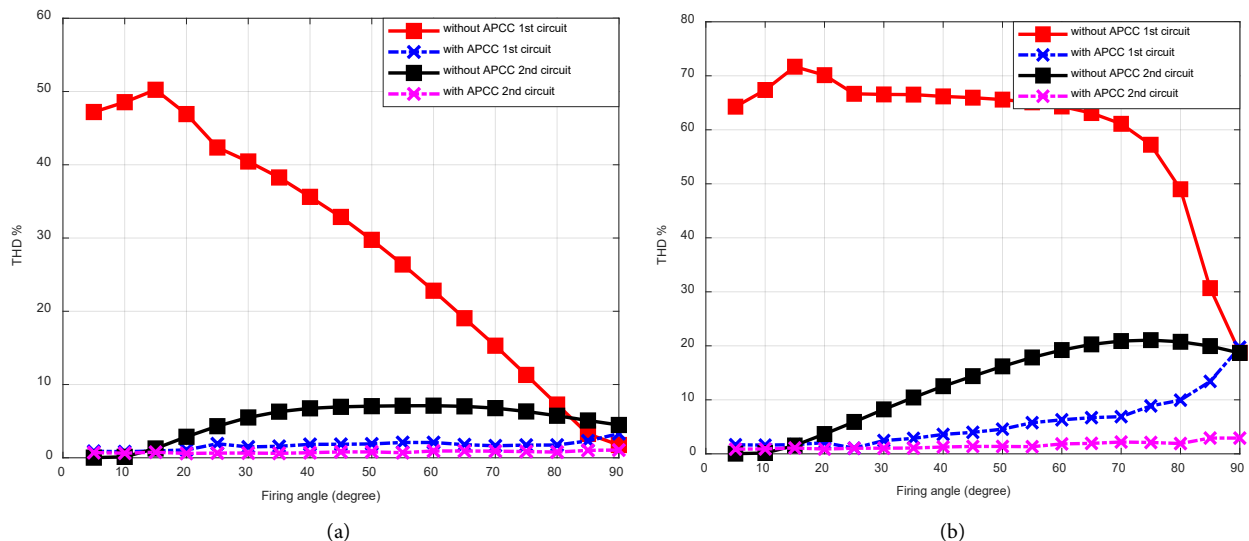 60
50
40
30
20
10
0
THD %
0 10 20 30 40 50 60 70 80 90
Firing angle (degree)
without APCC 1st circuit
with APCC 1st circuit
without APCC 2nd circuit
with APCC 2nd circuit
(a)
80
70
60
50
40
30
20
10
0
THD %
0 10 20 30 40 50 60 70 80 90
Firing angle (degree)
without APCC 1st circuit
with APCC 1st circuit
without APCC 2nd circuit
with APCC 2nd circuit
(b)